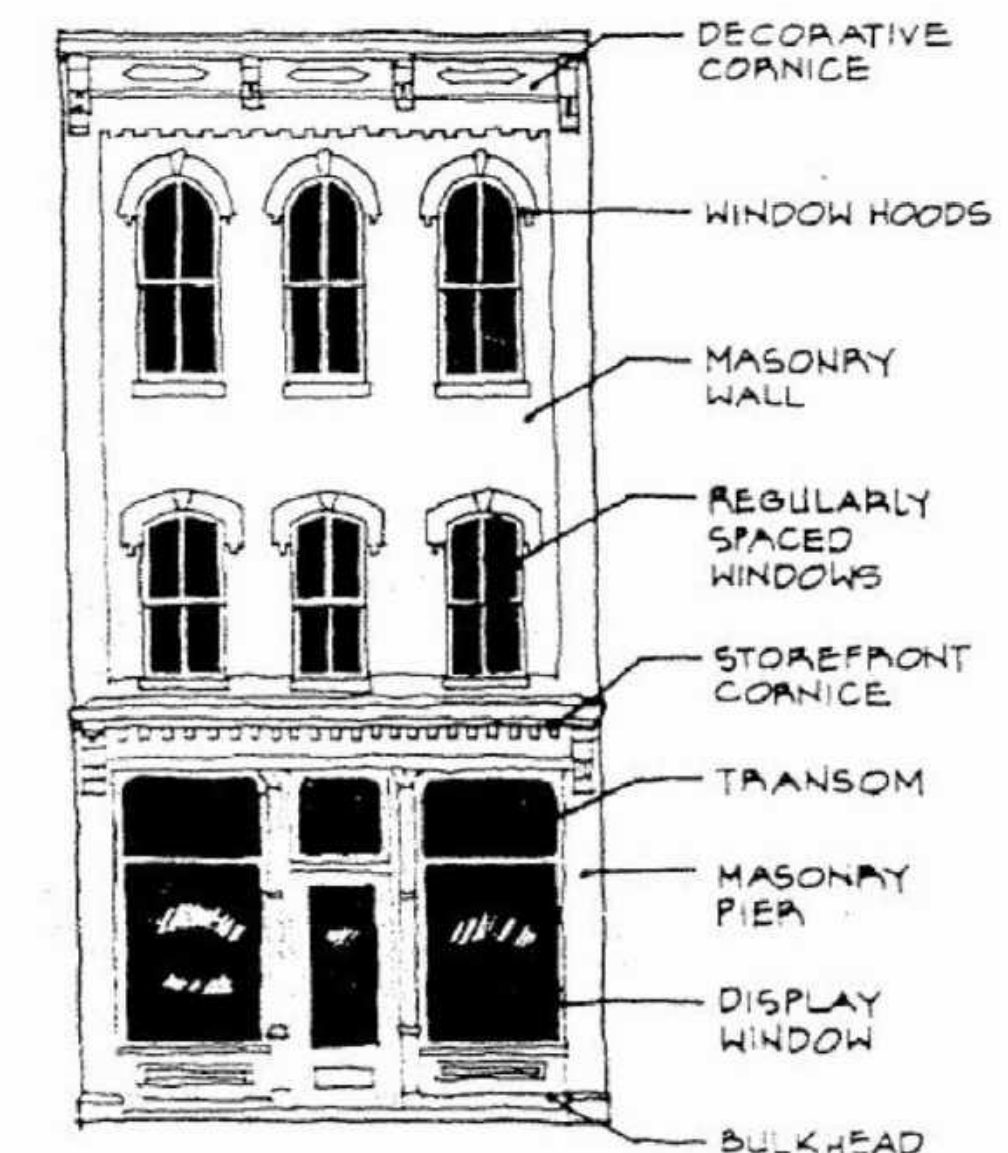 DECORATIVE
CORNICE
WINDOW HOODS
MASONRY
WALL
REGULARLY
SPACED
WINDOWS
STOREFRONT
CORNICE
TRANSOM
MASONRY
PIER
DISPLAY
WINDOW
BULKHEAD